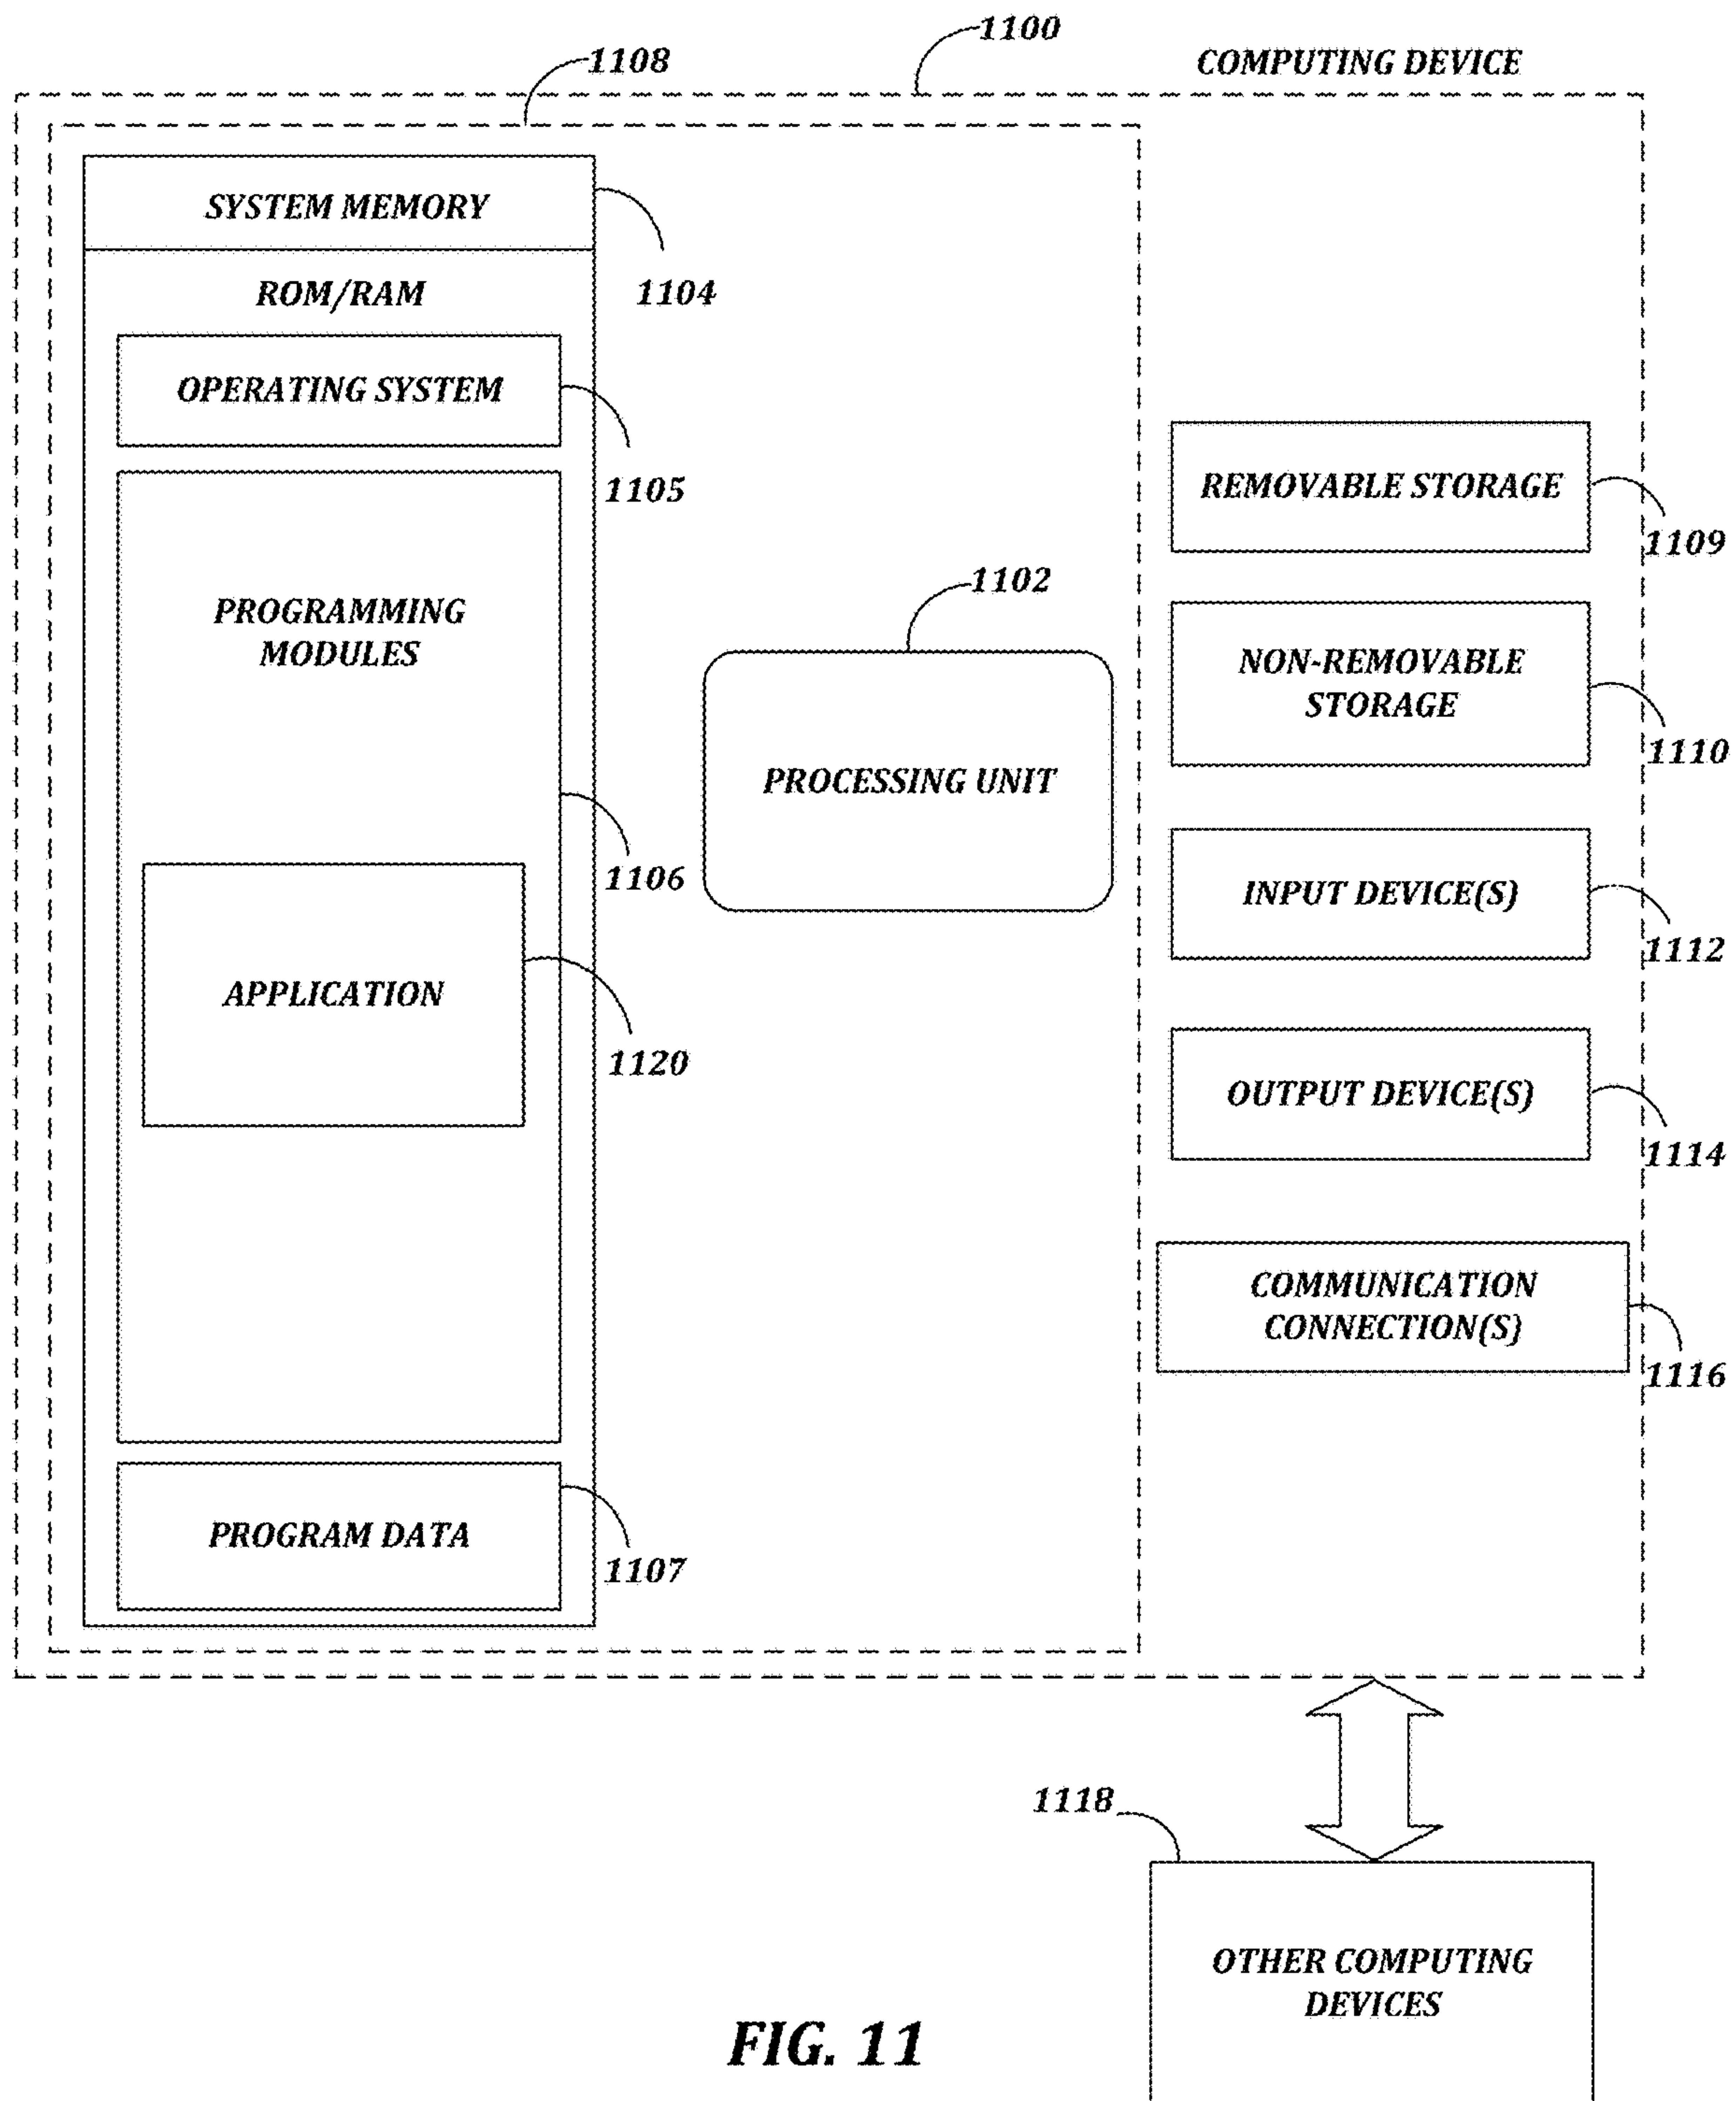 1100
COMPUTING DEVICE
1108
SYSTEM MEMORY
1104
ROM/RAM
OPERATING SYSTEM
1105
PROGRAMMING
MODULES
1106
APPLICATION
1120
PROGRAM DATA
1107
1102
PROCESSING UNIT
REMOVABLE STORAGE
1109
NON-REMOVABLE
STORAGE
1110
INPUT DEVICE(S)
1112
OUTPUT DEVICE(S)
1114
COMMUNICATION
CONNECTION(S)
1116
1118
OTHER COMPUTING
DEVICES
FIG. 11